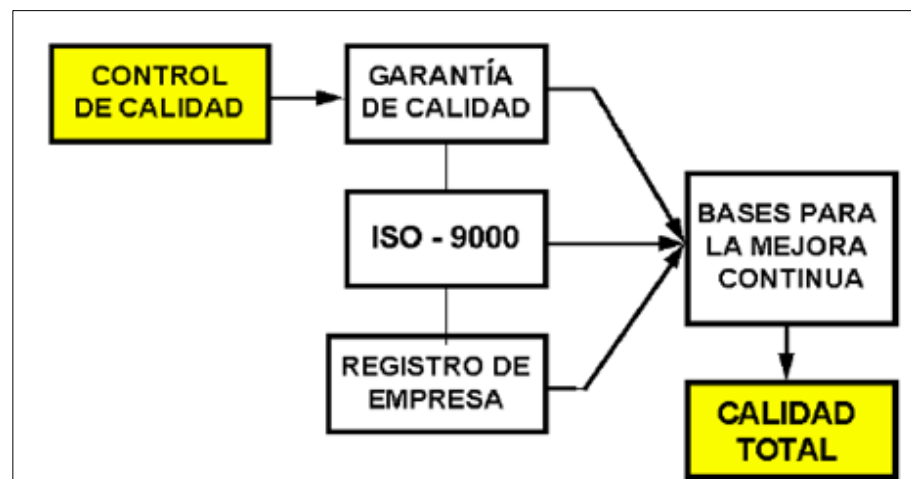 CONTROL
DE CALIDAD
GARANTÍA
DE CALIDAD
ISO - 9000
REGISTRO DE
EMPRESA
BASES PARA
LA MEJORA
CONTINUA
CALIDAD
TOTAL